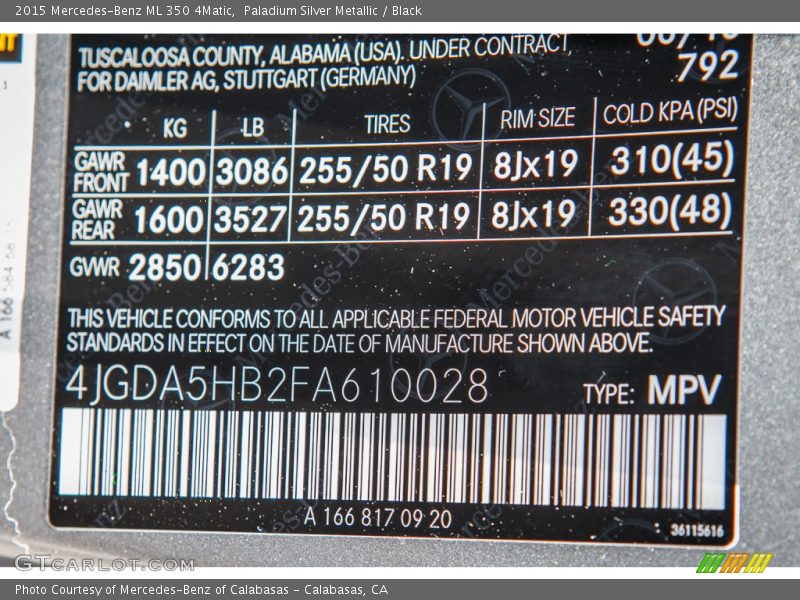 2015 Mercedes-Benz ML 350 4Matic,  Paladium Silver Metallic / Black
TUSCALOOSA COUNTY, ALABAMA (USA). UNDER CONTRACT,
FOR DAIMLER AG, STUTTGART (GERMANY)
792
KG LB TIRES RIM SIZE COLD KPA (PSI)
GAWR FRONT 1400 3086 255/50 R19 8Jx19 310(45)
GAWR REAR 1600 3527 255/50 R19 8Jx19 330(48)
GVWR 2850 6283
THIS VEHICLE CONFORMS TO ALL APPLICABLE FEDERAL MOTOR VEHICLE SAFETY
STANDARDS IN EFFECT ON THE DATE OF MANUFACTURE SHOWN ABOVE.
4JGDA5HB2FA610028 TYPE: MPV
A 166 817 09 20
36115616
GTcarlot.com
Photo Courtesy of Mercedes-Benz of Calabasas - Calabasas, CA